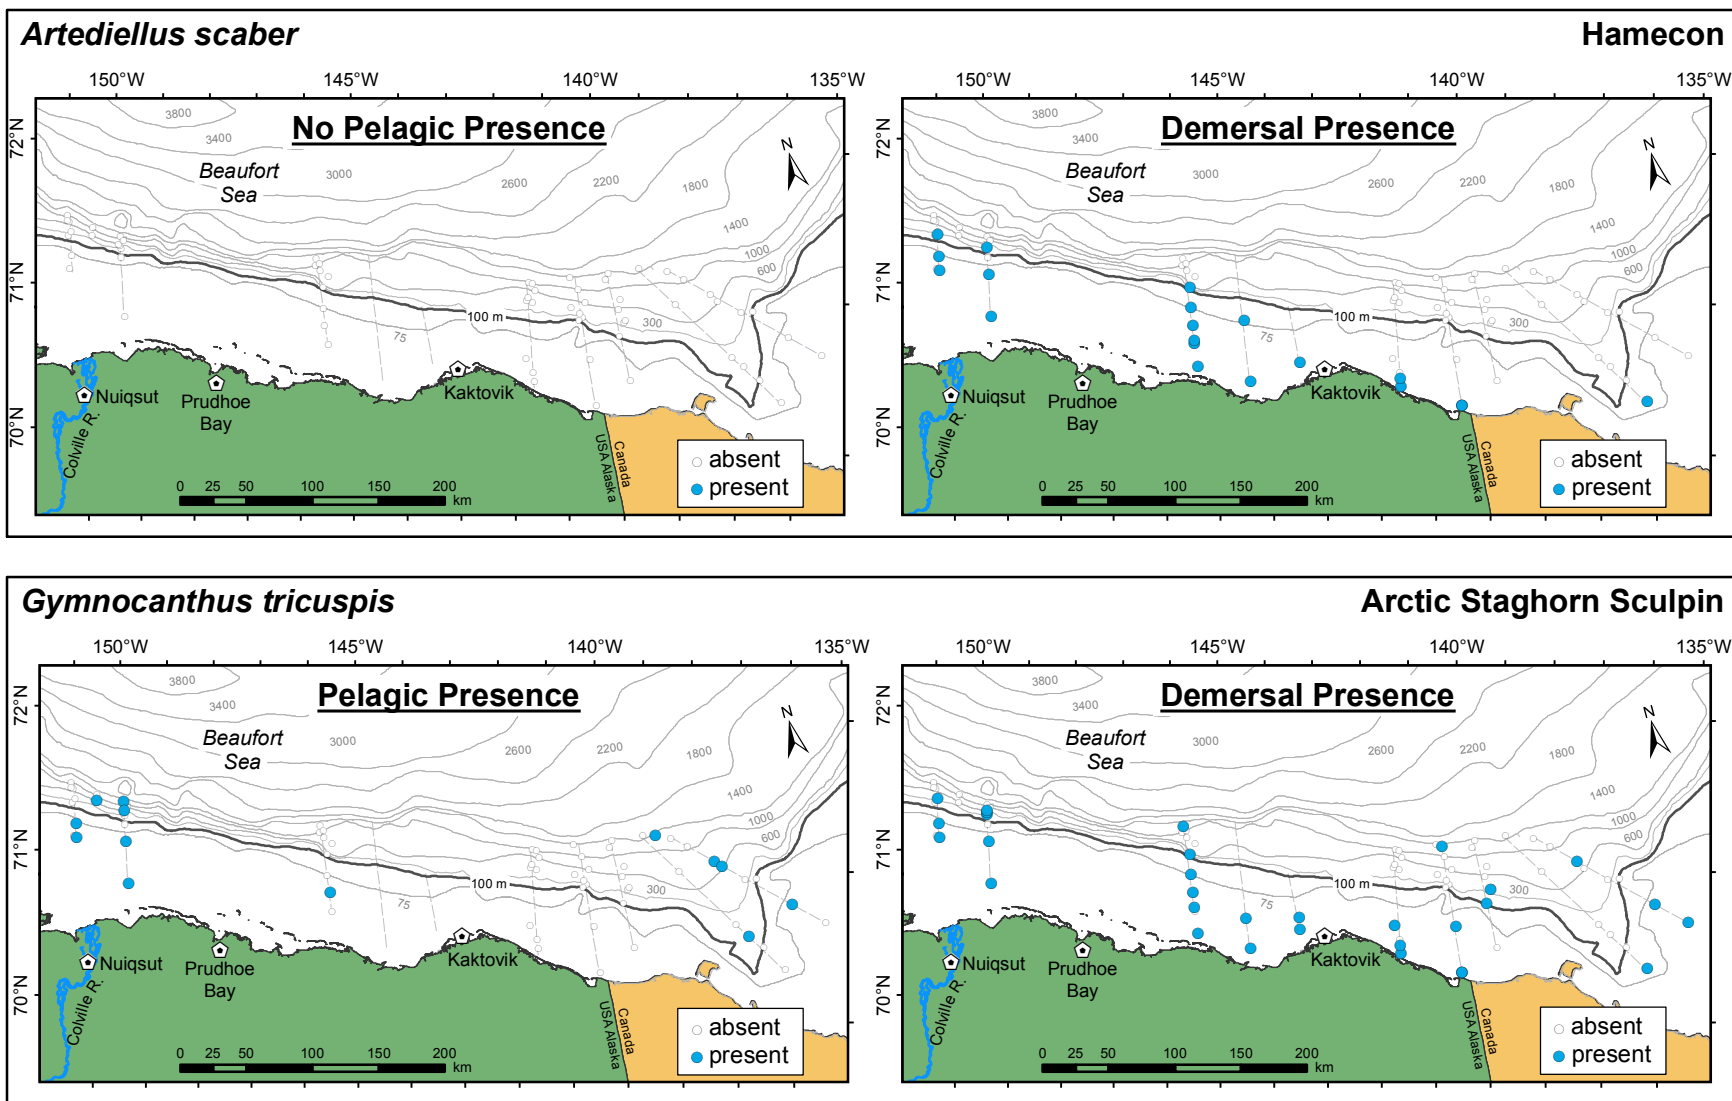 Artediellus scaber
Hamecon
150°W 145°W 140°W 135°W
72°N
71°N
70°N
No Pelagic Presence
Beaufort
Sea
3800
3400
3000
2600
2200
1800
1400
1000
600
300
100 m
75
N
Nuiqsut
Prudhoe
Bay
Kaktovik
Colville R.
USA Alaska
Canada
absent
present
0 25 50 100 150 200
km
150°W 145°W 140°W 135°W
72°N
71°N
70°N
Demersal Presence
Beaufort
Sea
3800
3400
3000
2600
2200
1800
1400
1000
600
300
100 m
75
N
Nuiqsut
Prudhoe
Bay
Kaktovik
Colville R.
USA Alaska
Canada
absent
present
0 25 50 100 150 200
km
Gymnocanthus tricuspis
Arctic Staghorn Sculpin
150°W 145°W 140°W 135°W
72°N
71°N
70°N
Pelagic Presence
Beaufort
Sea
3800
3400
3000
2600
2200
1800
1400
1000
600
300
100 m
75
N
Nuiqsut
Prudhoe
Bay
Kaktovik
Colville R.
USA Alaska
Canada
absent
present
0 25 50 100 150 200
km
150°W 145°W 140°W 135°W
72°N
71°N
70°N
Demersal Presence
Beaufort
Sea
3800
3400
3000
2600
2200
1800
1400
1000
600
300
100 m
75
N
Nuiqsut
Prudhoe
Bay
Kaktovik
Colville R.
USA Alaska
Canada
absent
present
0 25 50 100 150 200
km